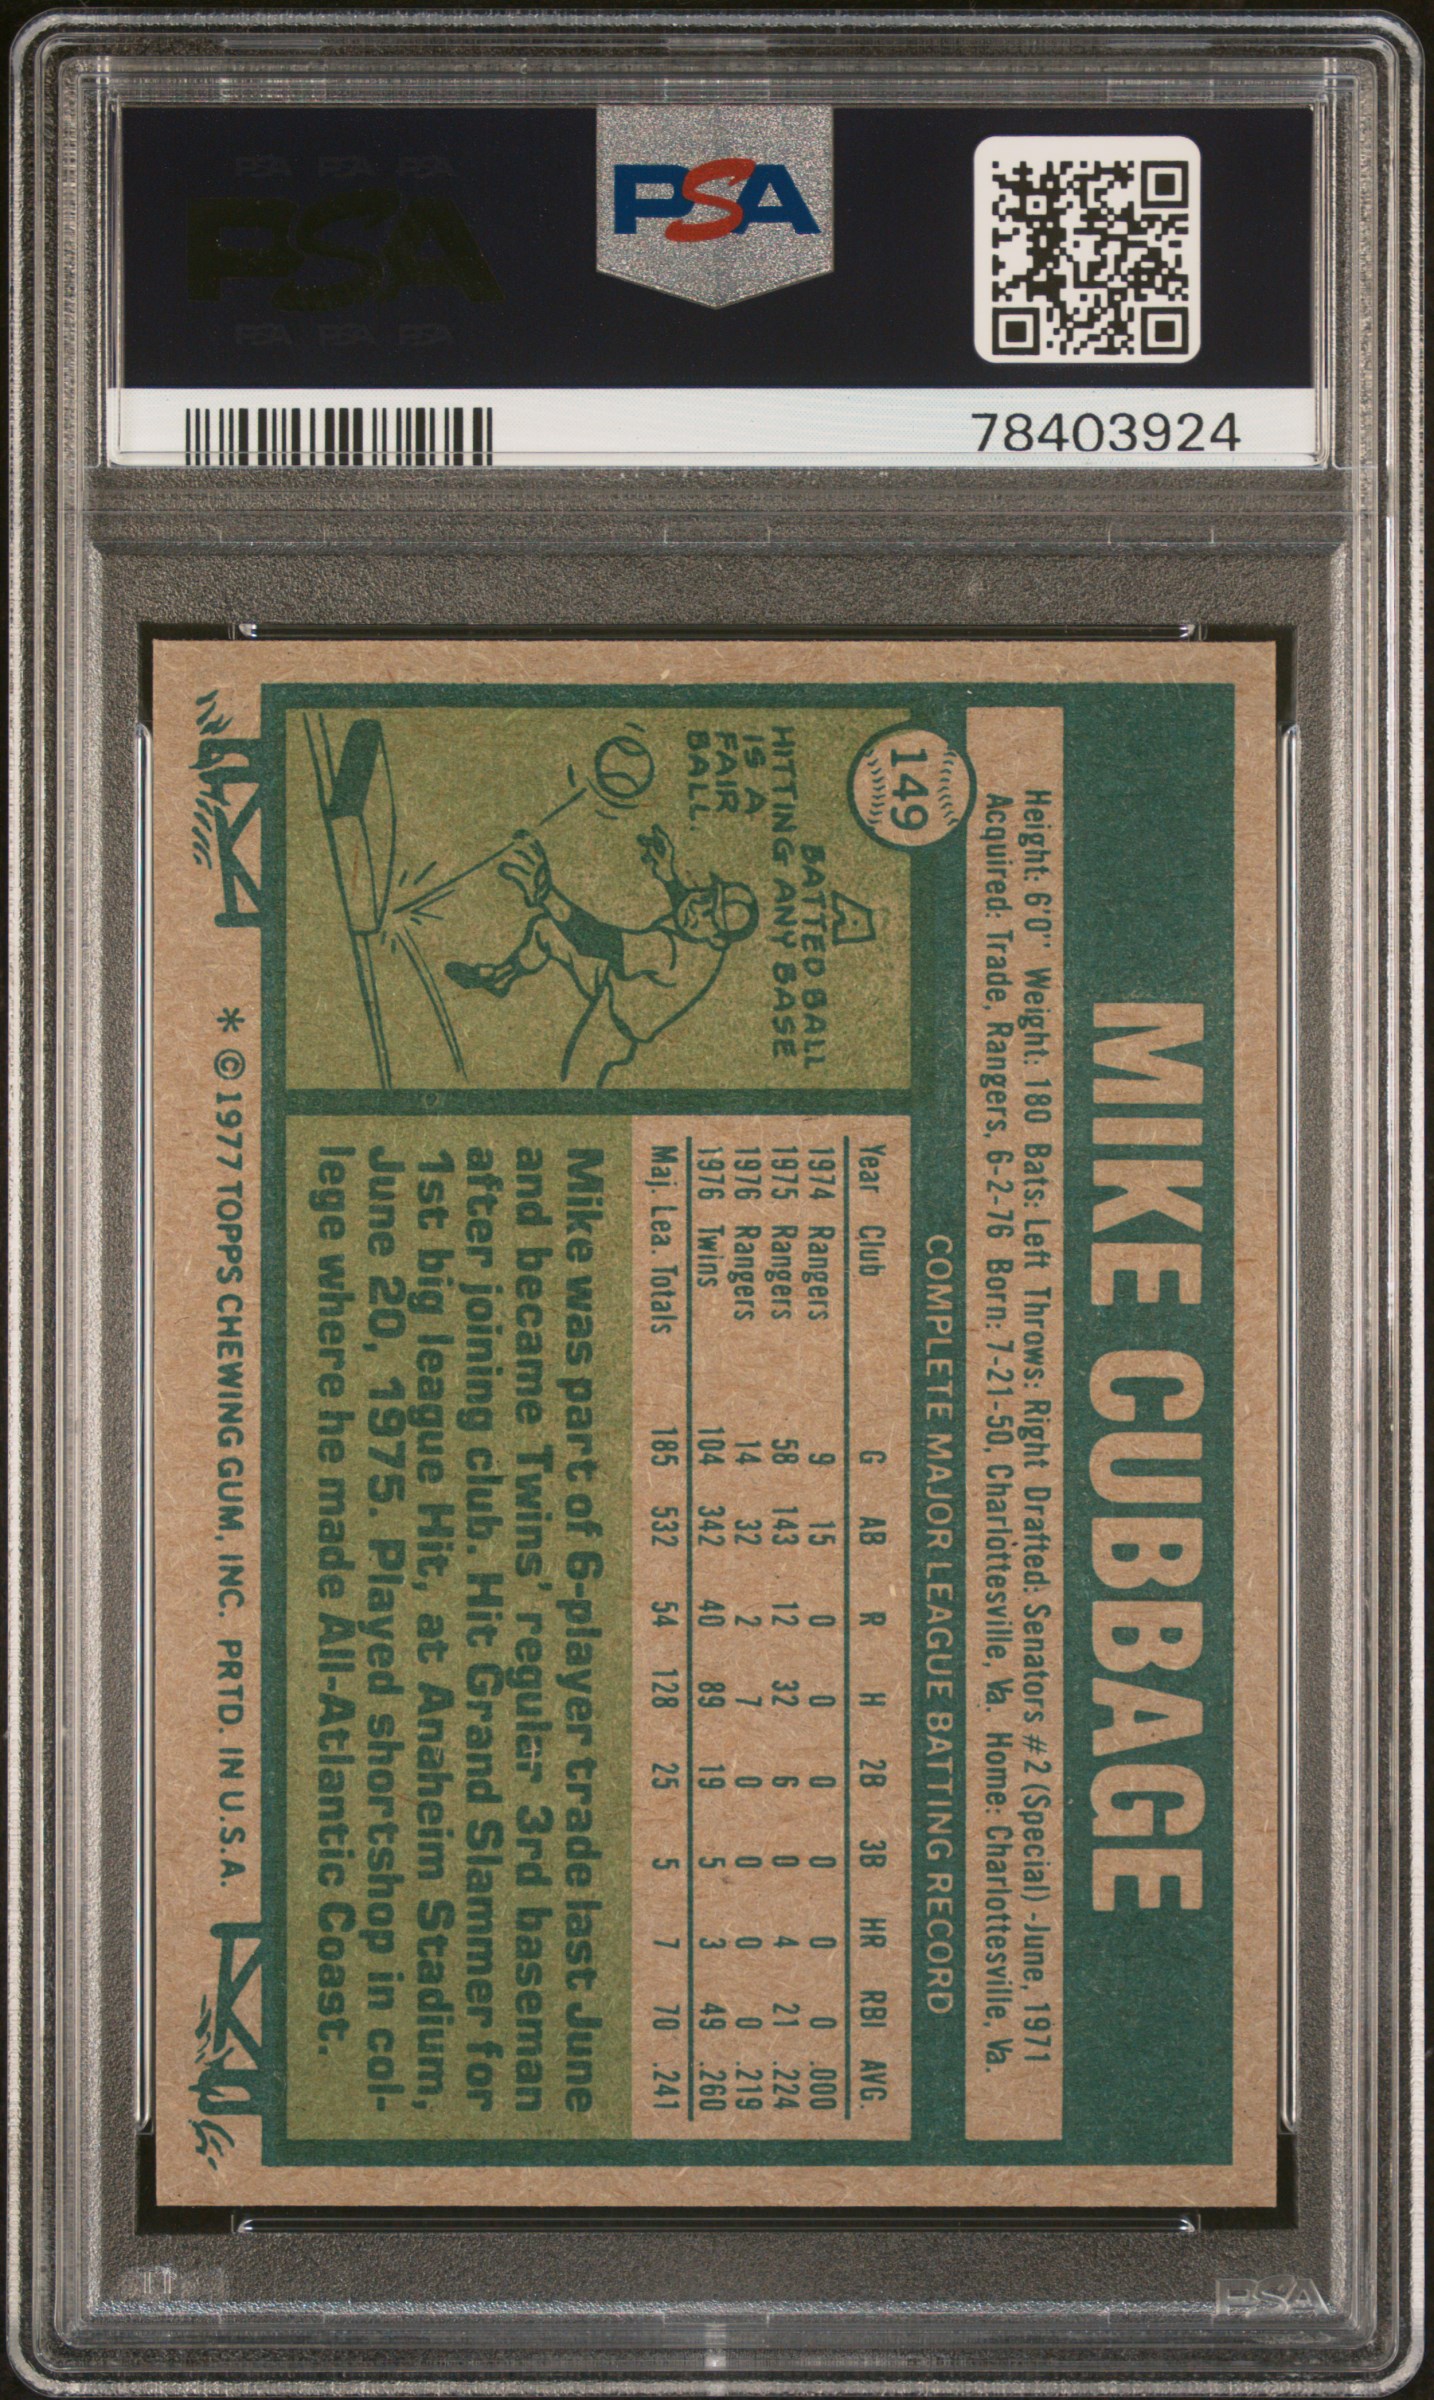 PSA PSA PSA
PSA
PSA PSA PSA
PSA
78403924
MIKE CUBBAGE
Height: 6'0" Weight: 180 Bats: Left Throws: Right Drafted: Senators #2 (Special)-June, 1971
Acquired: Trade, Rangers, 6-2-76 Born: 7-21-50, Charlottesville, Va. Home: Charlottesville, Va.
149
COMPLETE MAJOR LEAGUE BATTING RECORD
A
BATTED BALL
HITTING ANY BASE
IS A
FAIR
BALL.
Year Club G AB R H 2B 3B HR RBI AVG.
1974 Rangers 9 15 0 0 0 0 0 0 .000
1975 Rangers 58 143 12 32 6 0 4 21 .224
1976 Rangers 14 32 2 7 0 0 0 0 .219
1976 Twins 104 342 40 89 19 5 3 49 .260
Maj. Lea. Totals 185 532 54 128 25 5 7 70 .241
Mike was part of 6-player trade last June
and became Twins' regular 3rd baseman
after joining club. Hit Grand Slammer for
1st big league Hit, at Anaheim Stadium,
June 20, 1975. Played shortshop in col-
lege where he made All-Atlantic Coast.
* © 1977 TOPPS CHEWING GUM, INC. PRTD. IN U.S.A.
PSA